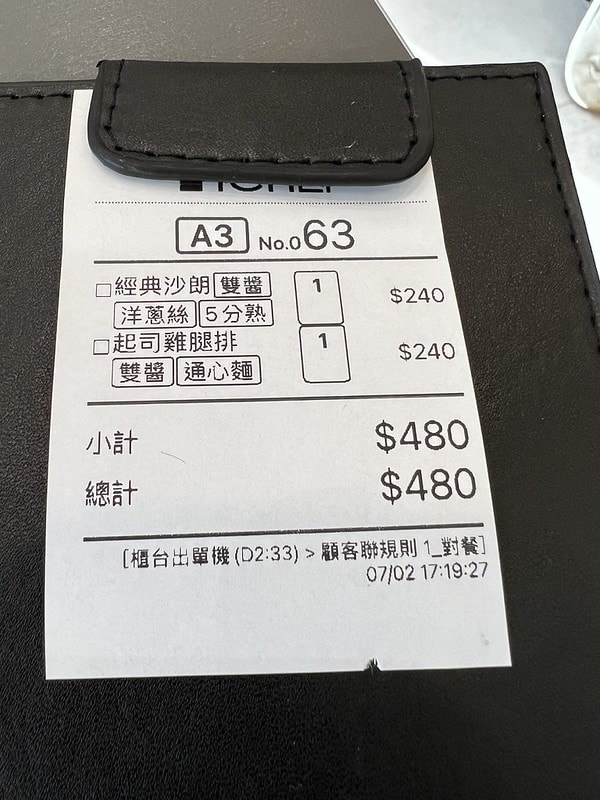 A3 No.063
□經典沙朗 雙醬 1 $240
洋蔥絲 5分熟
□起司雞腿排 1 $240
雙醬 通心麵
小計 $480
總計 $480
[櫃台出單機 (D2:33) > 顧客聯規則 1_對餐]
07/02 17:19:27